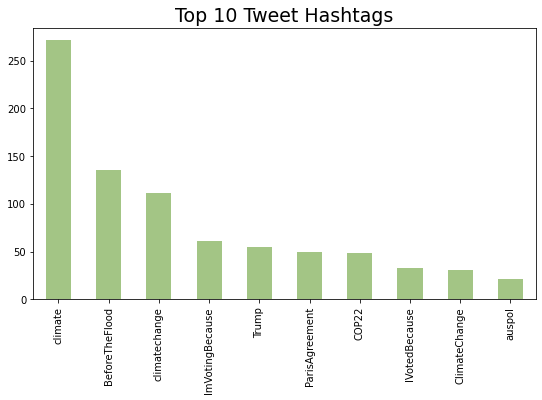 Top 10 Tweet Hashtags
250
200
150
100
50
0
climate
BeforeTheFlood
climatechange
ImVotingBecause
Trump
ParisAgreement
COP22
IVotedBecause
ClimateChange
auspol